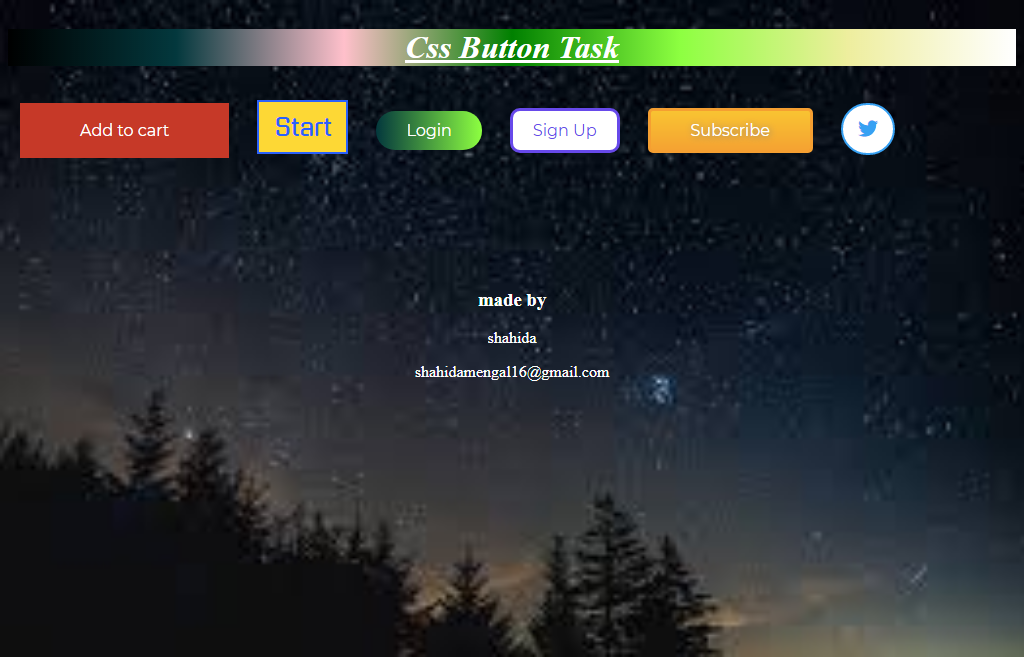 Css Button Task
Add to cart
Start
Login
Sign Up
Subscribe
made by
shahida
shahidamengal16@gmail.com